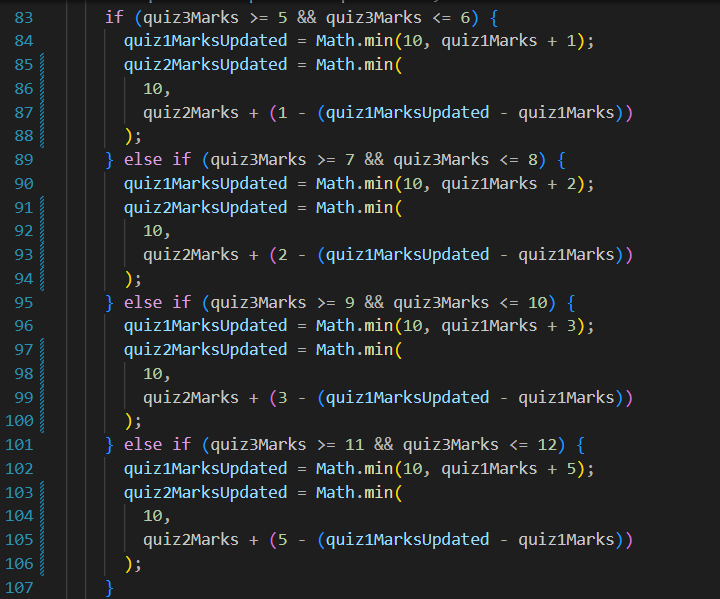 83 if (quiz3Marks >= 5 && quiz3Marks <= 6) {
84 quiz1MarksUpdated = Math.min(10, quiz1Marks + 1);
85 quiz2MarksUpdated = Math.min(
86 10,
87 quiz2Marks + (1 - (quiz1MarksUpdated - quiz1Marks))
88 );
89 } else if (quiz3Marks >= 7 && quiz3Marks <= 8) {
90 quiz1MarksUpdated = Math.min(10, quiz1Marks + 2);
91 quiz2MarksUpdated = Math.min(
92 10,
93 quiz2Marks + (2 - (quiz1MarksUpdated - quiz1Marks))
94 );
95 } else if (quiz3Marks >= 9 && quiz3Marks <= 10) {
96 quiz1MarksUpdated = Math.min(10, quiz1Marks + 3);
97 quiz2MarksUpdated = Math.min(
98 10,
99 quiz2Marks + (3 - (quiz1MarksUpdated - quiz1Marks))
100 );
101 } else if (quiz3Marks >= 11 && quiz3Marks <= 12) {
102 quiz1MarksUpdated = Math.min(10, quiz1Marks + 5);
103 quiz2MarksUpdated = Math.min(
104 10,
105 quiz2Marks + (5 - (quiz1MarksUpdated - quiz1Marks))
106 );
107 }